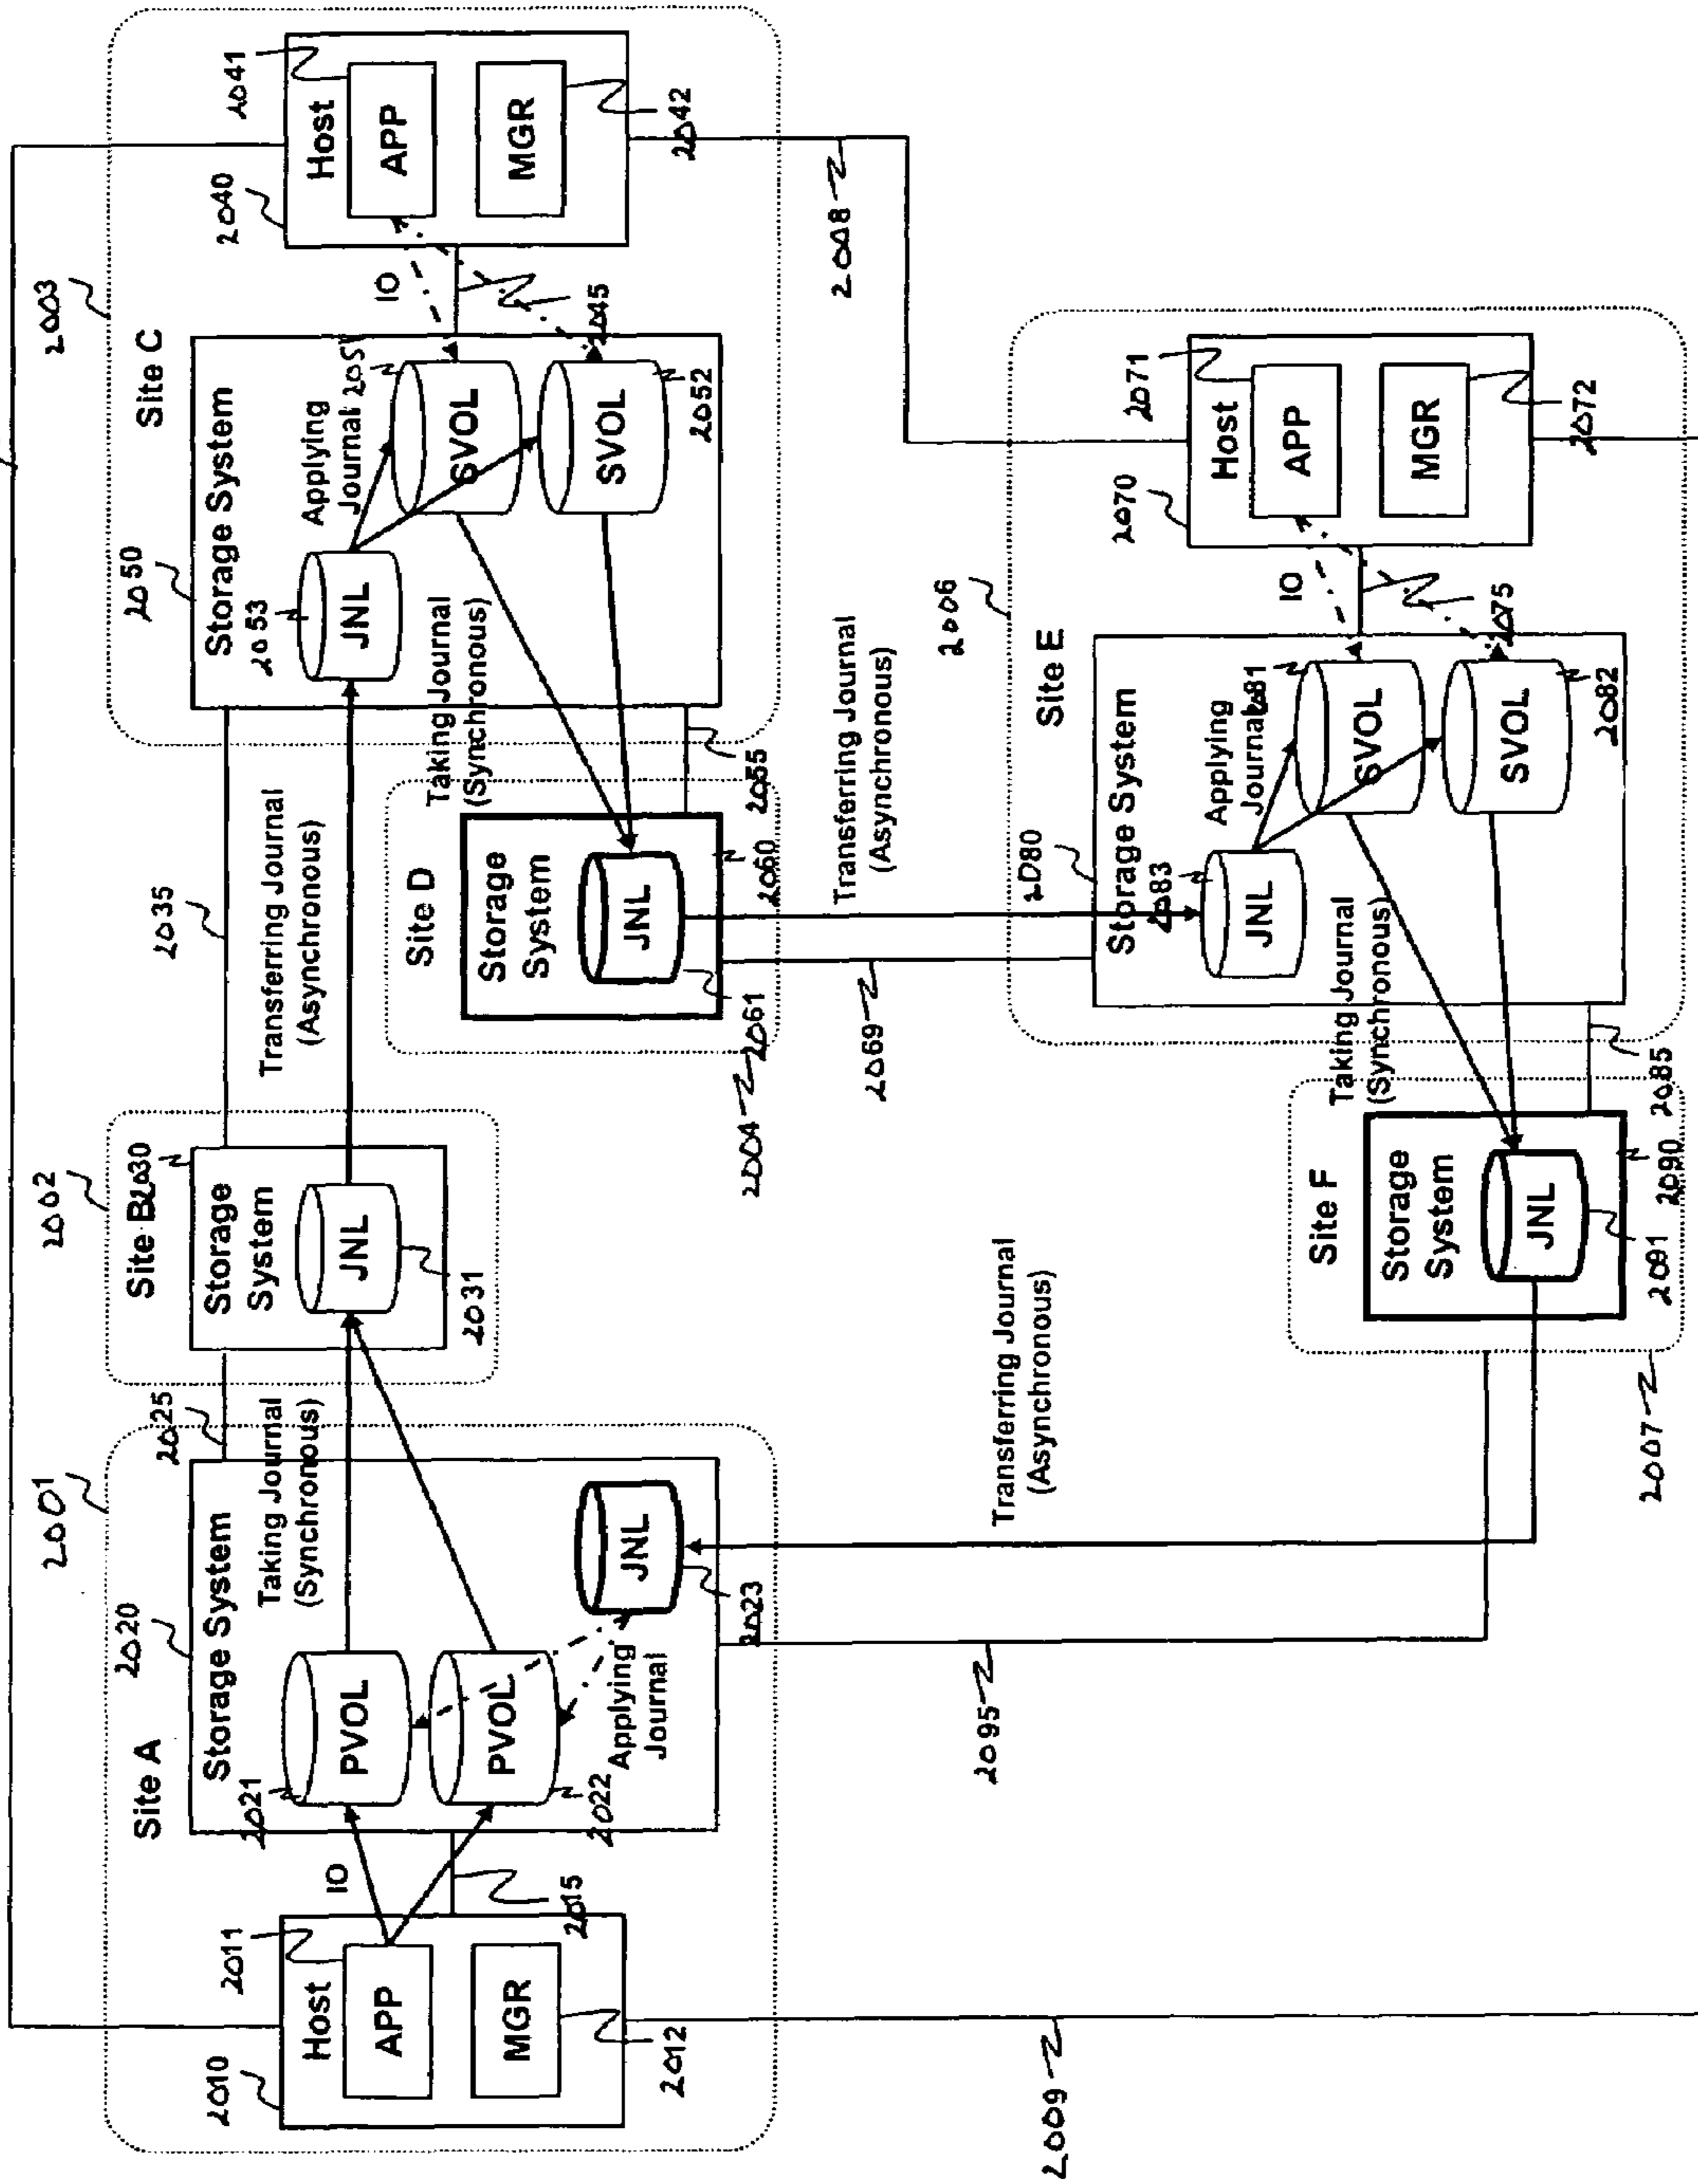 2001
Site A
2010
Host
2011
APP
MGR
2012
IO
2015
2020
Storage System
2021
PVOL
PVOL
2022
Taking Journal
(Synchronous)
JNL
2023
Applying
Journal
2025
2002
Site B
2030
Storage
System
JNL
2031
2035
Transferring Journal
(Asynchronous)
2003
Site C
2050
Storage System
2053
JNL
Applying
Journal
SVOL
SVOL
2052
IO
2045
2040
Host
2041
APP
MGR
2042
Taking Journal
(Synchronous)
2055
Site D
Storage
System
JNL
2060
2061
2004
2069
Transferring Journal
(Asynchronous)
2008
2006
Site E
2080
Storage System
2083
JNL
Applying
Journal
2081
SVOL
SVOL
2082
IO
2075
2070
Host
2071
APP
MGR
2072
Taking Journal
(Synchronous)
2085
Site F
Storage
System
JNL
2090
2091
2007
Transferring Journal
(Asynchronous)
2095
2009